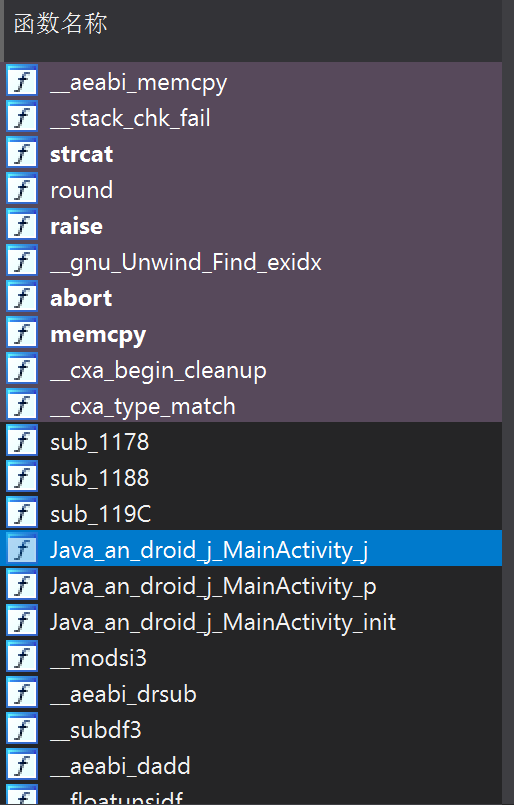 函数名称
__aeabi_memcpy
__stack_chk_fail
strcat
round
raise
__gnu_Unwind_Find_exidx
abort
memcpy
__cxa_begin_cleanup
__cxa_type_match
sub_1178
sub_1188
sub_119C
Java_an_droid_j_MainActivity_j
Java_an_droid_j_MainActivity_p
Java_an_droid_j_MainActivity_init
__modsi3
__aeabi_drsub
__subdf3
__aeabi_dadd
__floatunsidf